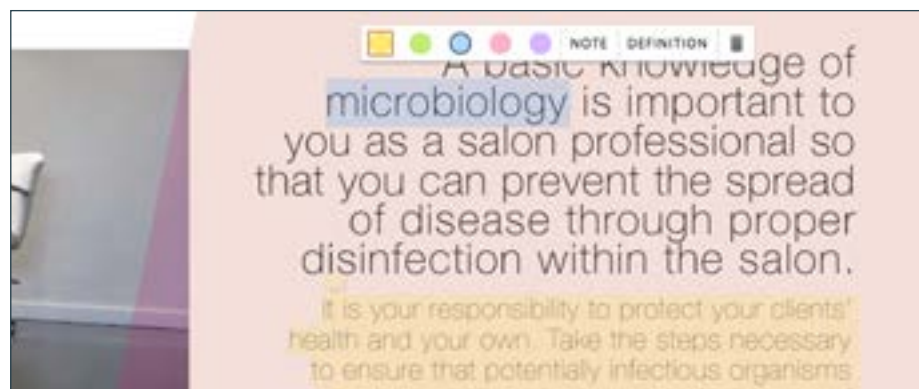 NOTE DEFINITION
A basic knowledge of
microbiology is important to
you as a salon professional so
that you can prevent the spread
of disease through proper
disinfection within the salon.
It is your responsibility to protect your clients'
health and your own. Take the steps necessary
to ensure that potentially infectious organisms